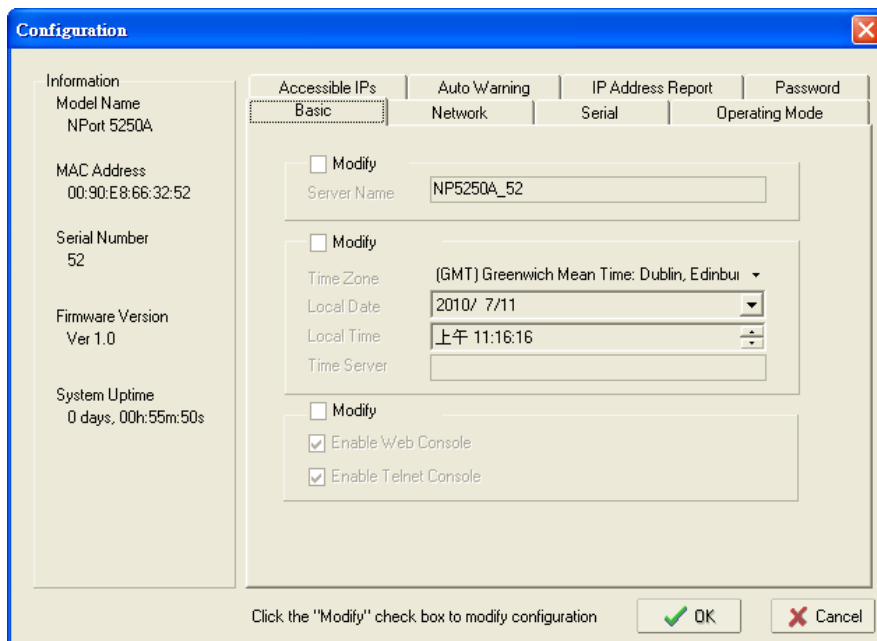 Configuration
Information
Model Name
NPort 5250A
MAC Address
00:90:E8:66:32:52
Serial Number
52
Firmware Version
Ver 1.0
System Uptime
0 days, 00h:55m:50s
Accessible IPs
Auto Warning
IP Address Report
Password
Basic
Network
Serial
Operating Mode
Modify
Server Name
NP5250A_52
Modify
Time Zone
(GMT) Greenwich Mean Time: Dublin, Edinbu
Local Date
2010/ 7/11
Local Time
上午 11:16:16
Time Server
Modify
Enable Web Console
Enable Telnet Console
Click the "Modify" check box to modify configuration
OK
Cancel